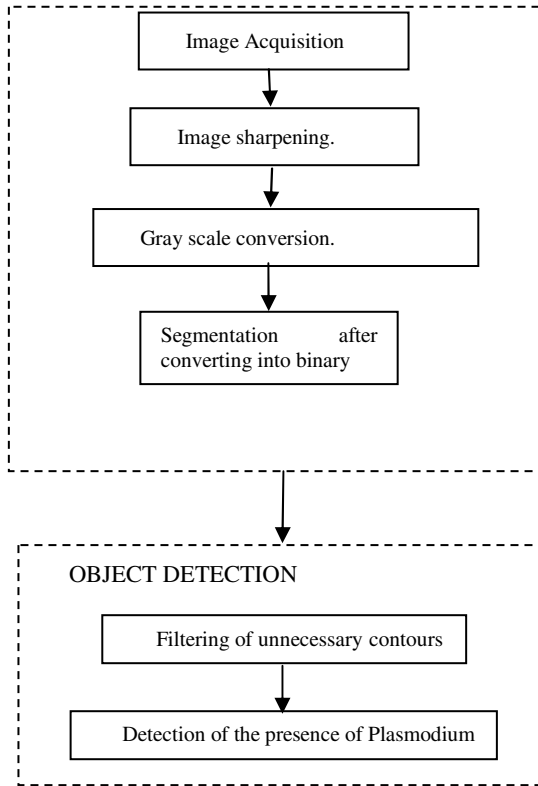 Image Acquisition
Image sharpening.
Gray scale conversion.
Segmentation after
converting into binary
OBJECT DETECTION
Filtering of unnecessary contours
Detection of the presence of Plasmodium